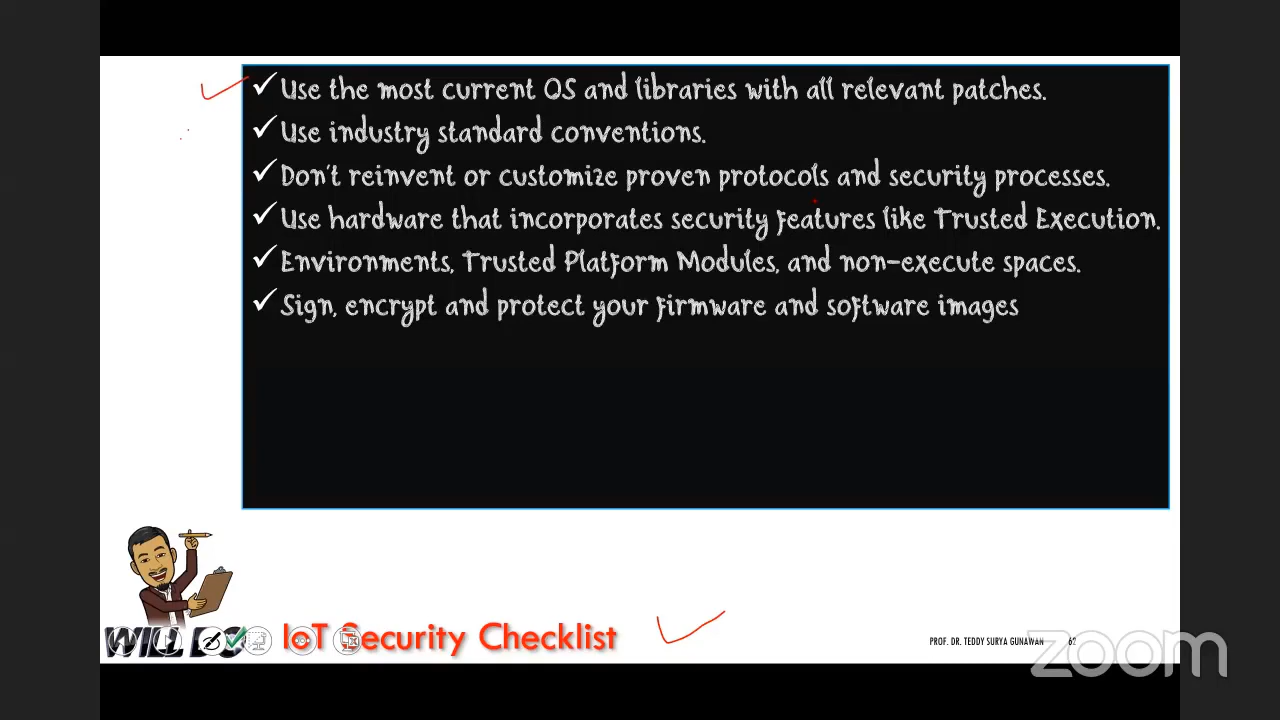 ✓ Use the most current OS and libraries with all relevant patches.
✓ Use industry standard conventions.
✓ Don't reinvent or customize proven protocols and security processes.
✓ Use hardware that incorporates security features like Trusted Execution.
✓ Environments, Trusted Platform Modules, and non-execute spaces.
✓ Sign, encrypt and protect your firmware and software images
WILL DO
IoT Security Checklist
PROF. DR. TEDDY SURYA GUNAWAN 62
zoom